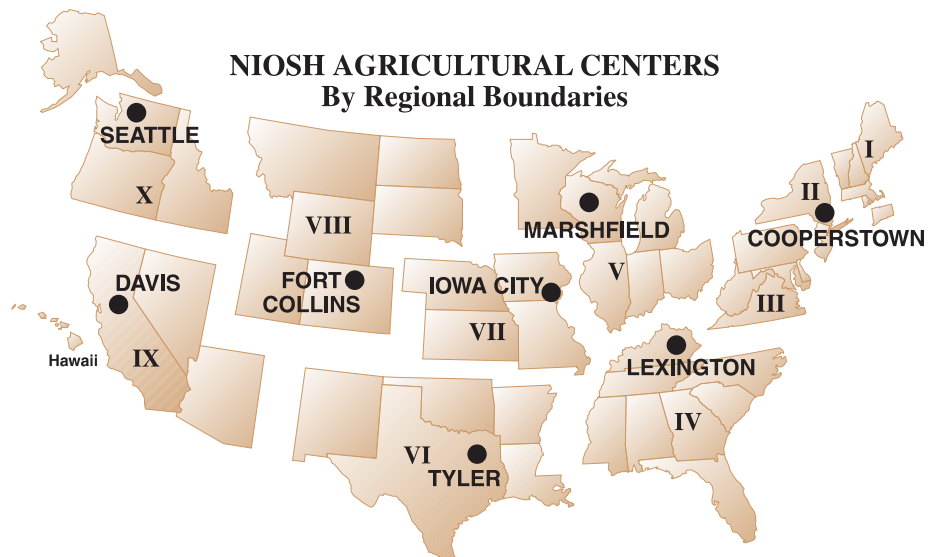 NIOSH AGRICULTURAL CENTERS
By Regional Boundaries
SEATTLE
X
I
II
COOPERSTOWN
III
VIII
MARSHFIELD
V
DAVIS
FORT
COLLINS
IOWA CITY
VII
Hawaii
IX
LEXINGTON
IV
VI
TYLER